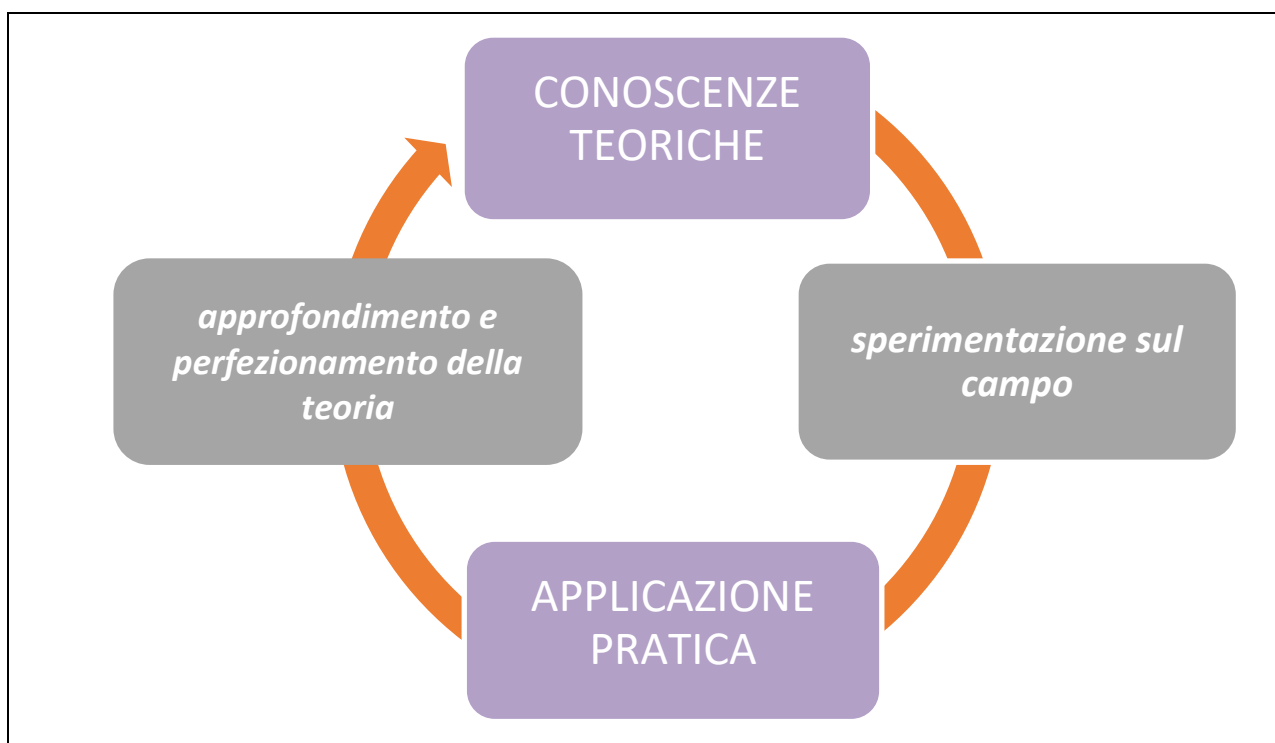 CONOSCENZE
TEORICHE
sperimentazione sul
campo
APPLICAZIONE
PRATICA
approfondimento e
perfezionamento della
teoria